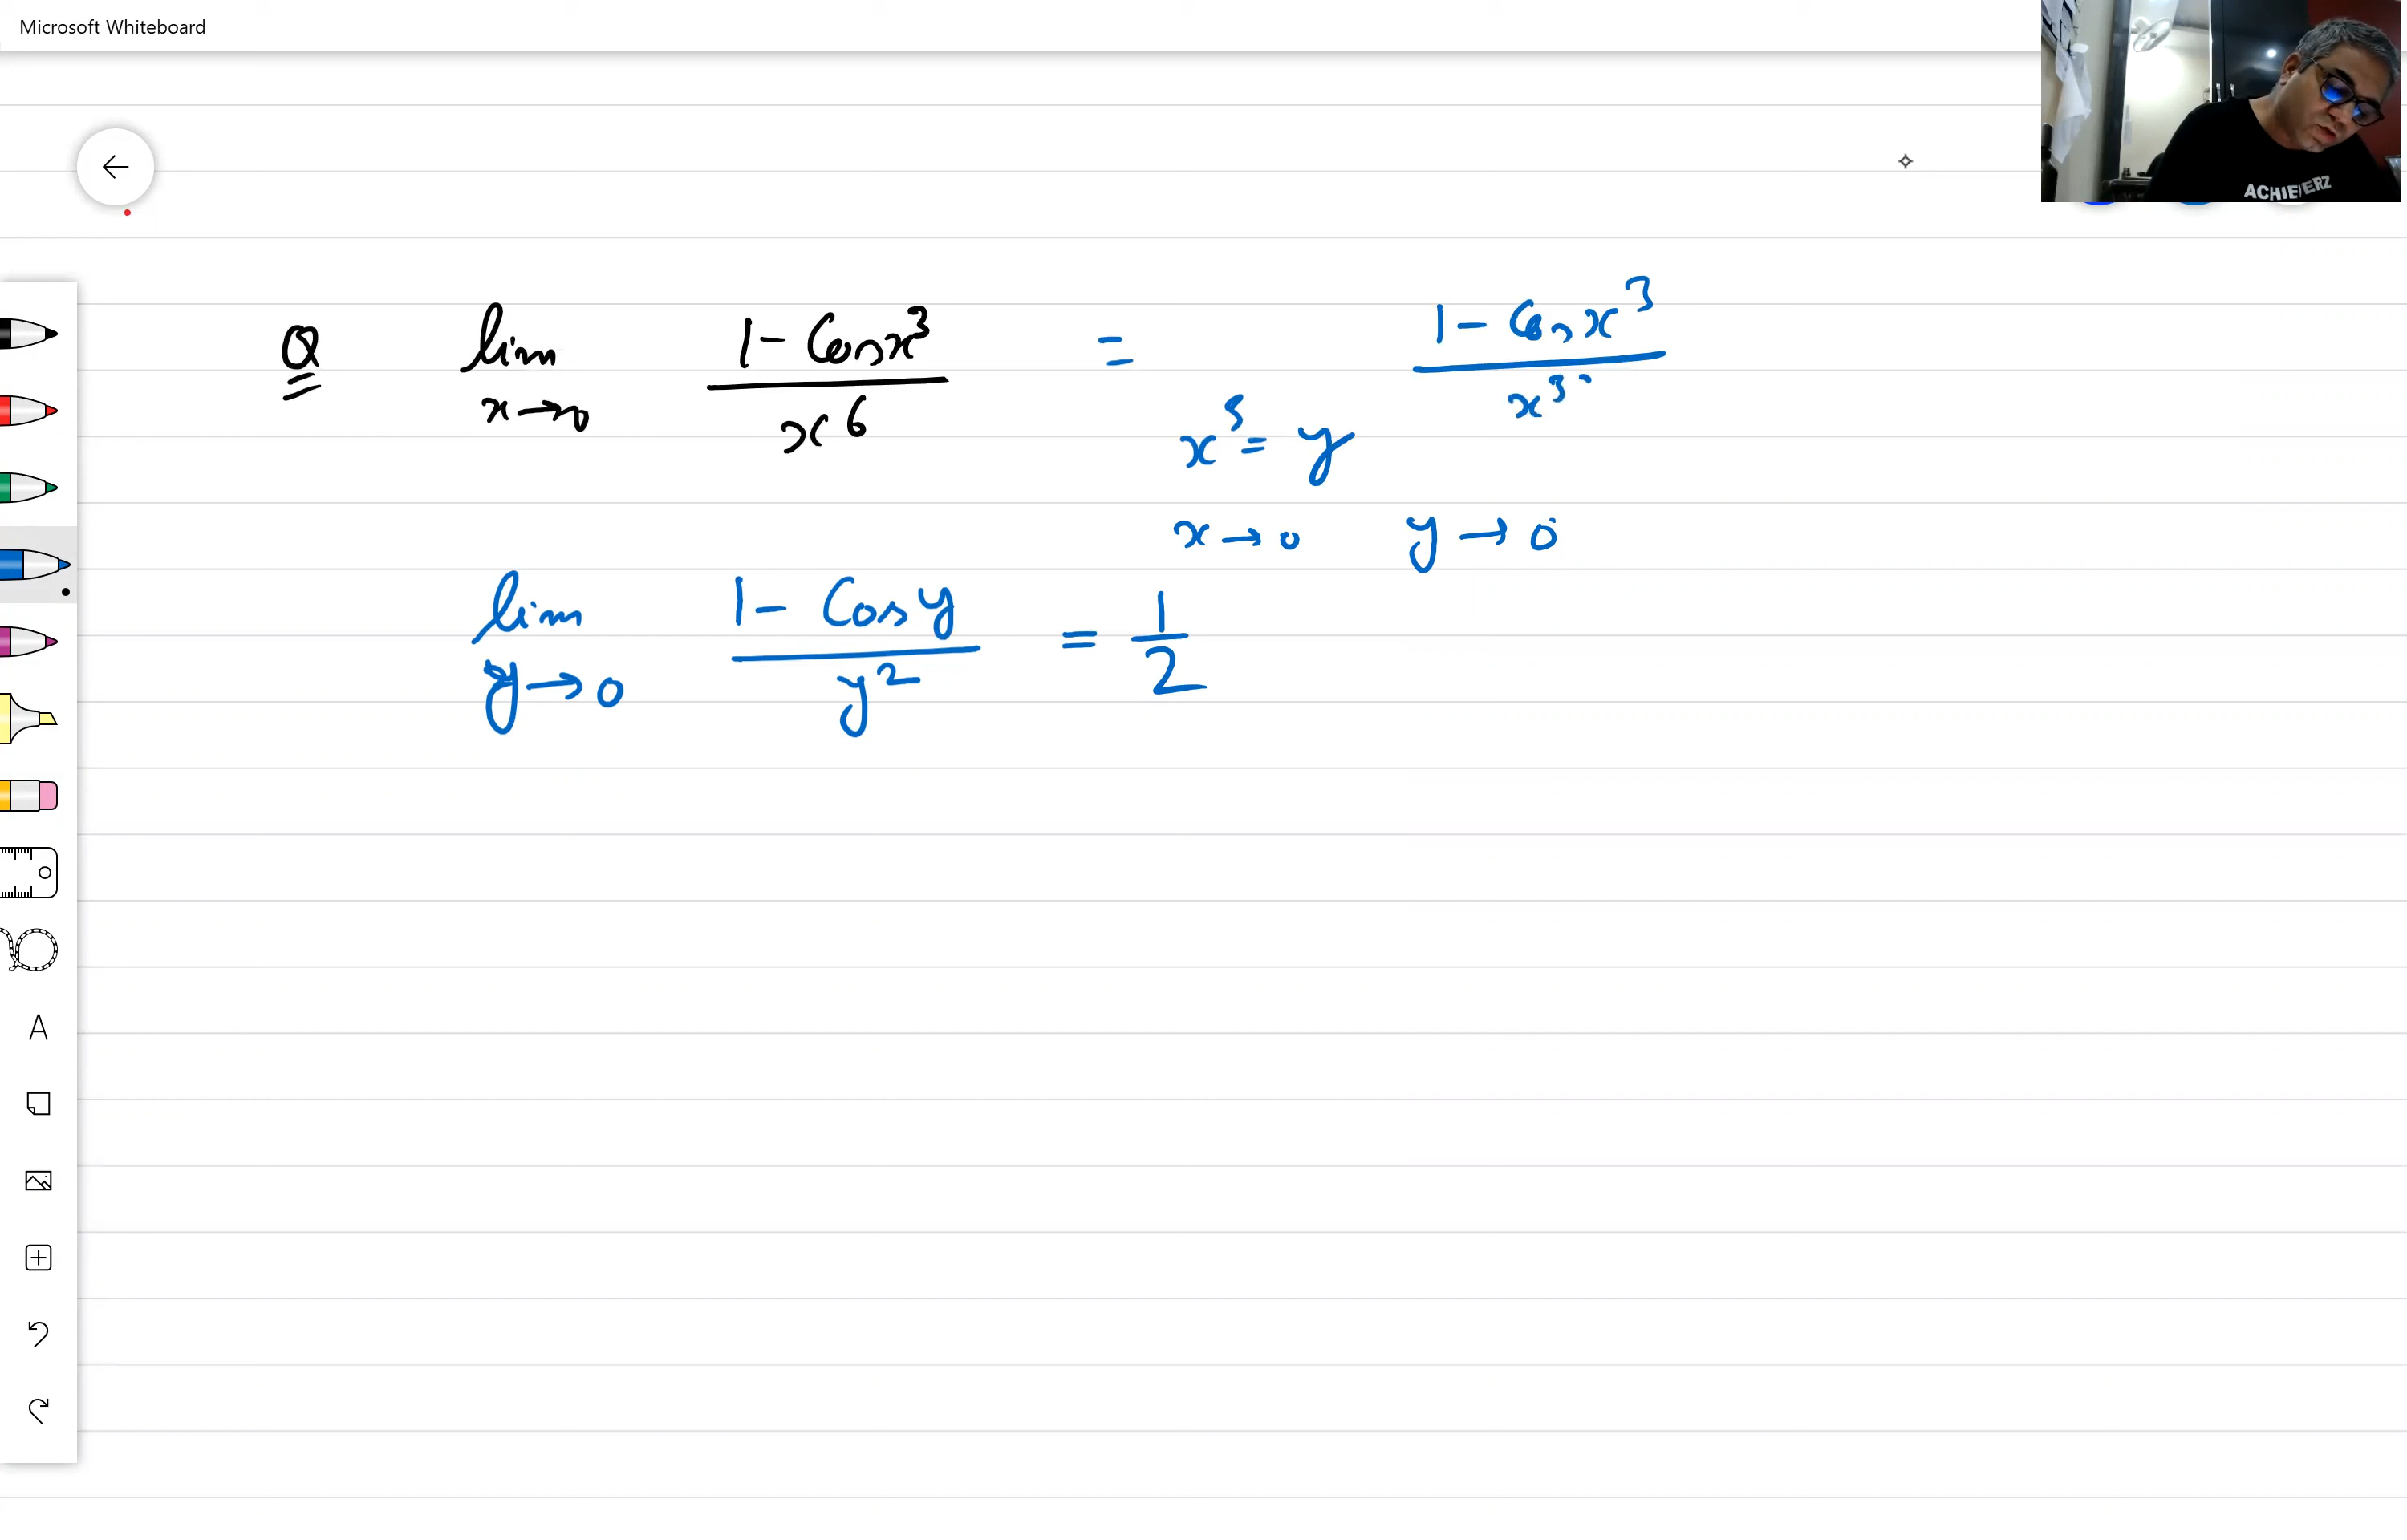 Microsoft Whiteboard
ACHIEVERZ
Q lim x→0 (1 - Cos x³) / x⁶ = (1 - Cos x³) / x³
x³ = y
x → 0 y → 0
lim y→0 (1 - Cos y) / y² = 1/2
A